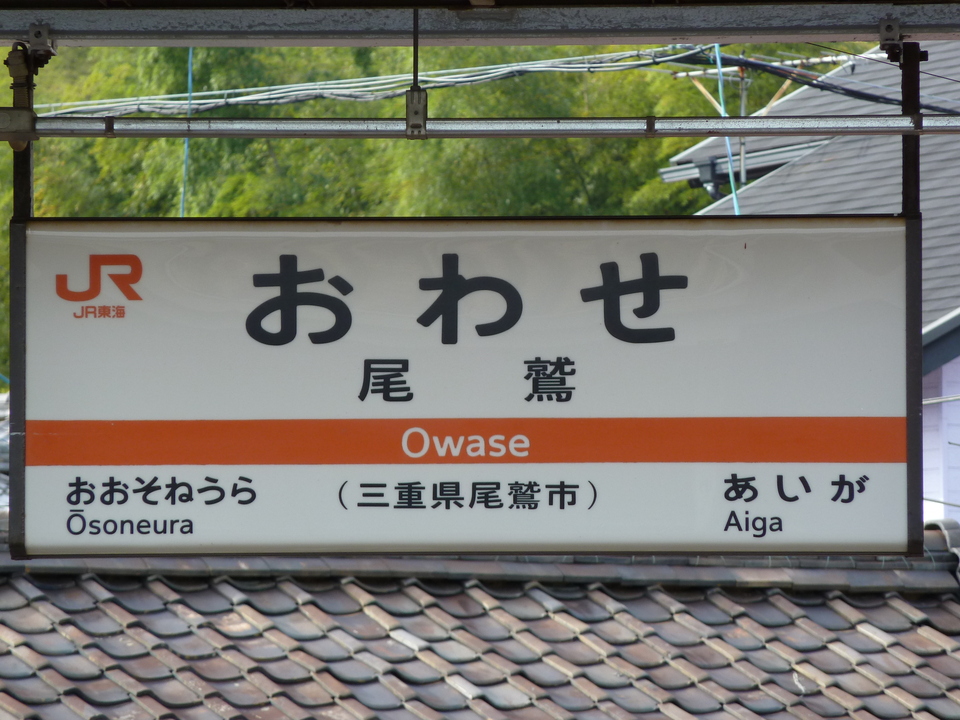 JR
JR東海
おわせ
尾鷲
Owase
おおそねうら
Ōsoneura
（三重県尾鷲市）
あいが
Aiga